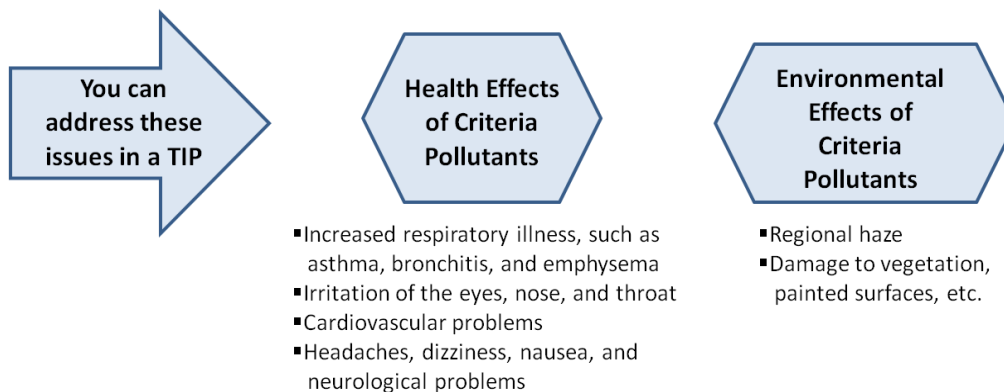 You can
address these
issues in a TIP
Health Effects
of Criteria
Pollutants
▪Increased respiratory illness, such as
asthma, bronchitis, and emphysema
▪Irritation of the eyes, nose, and throat
▪Cardiovascular problems
▪Headaches, dizziness, nausea, and
neurological problems
Environmental
Effects of
Criteria
Pollutants
▪Regional haze
▪Damage to vegetation,
painted surfaces, etc.